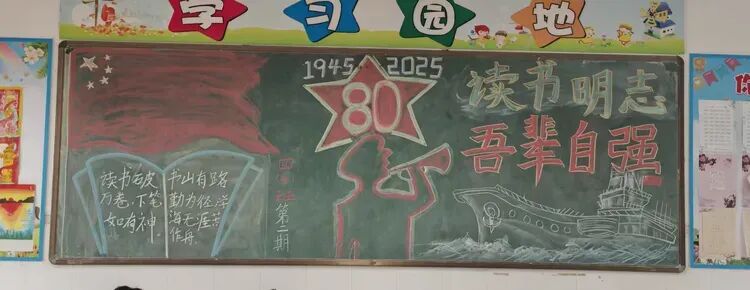 学习园地
1945 2025
80
读书明志
吾辈自强
读书破
万卷,下笔
如有神.
书山有路
勤为径,学
海无涯苦
作舟.
第二期